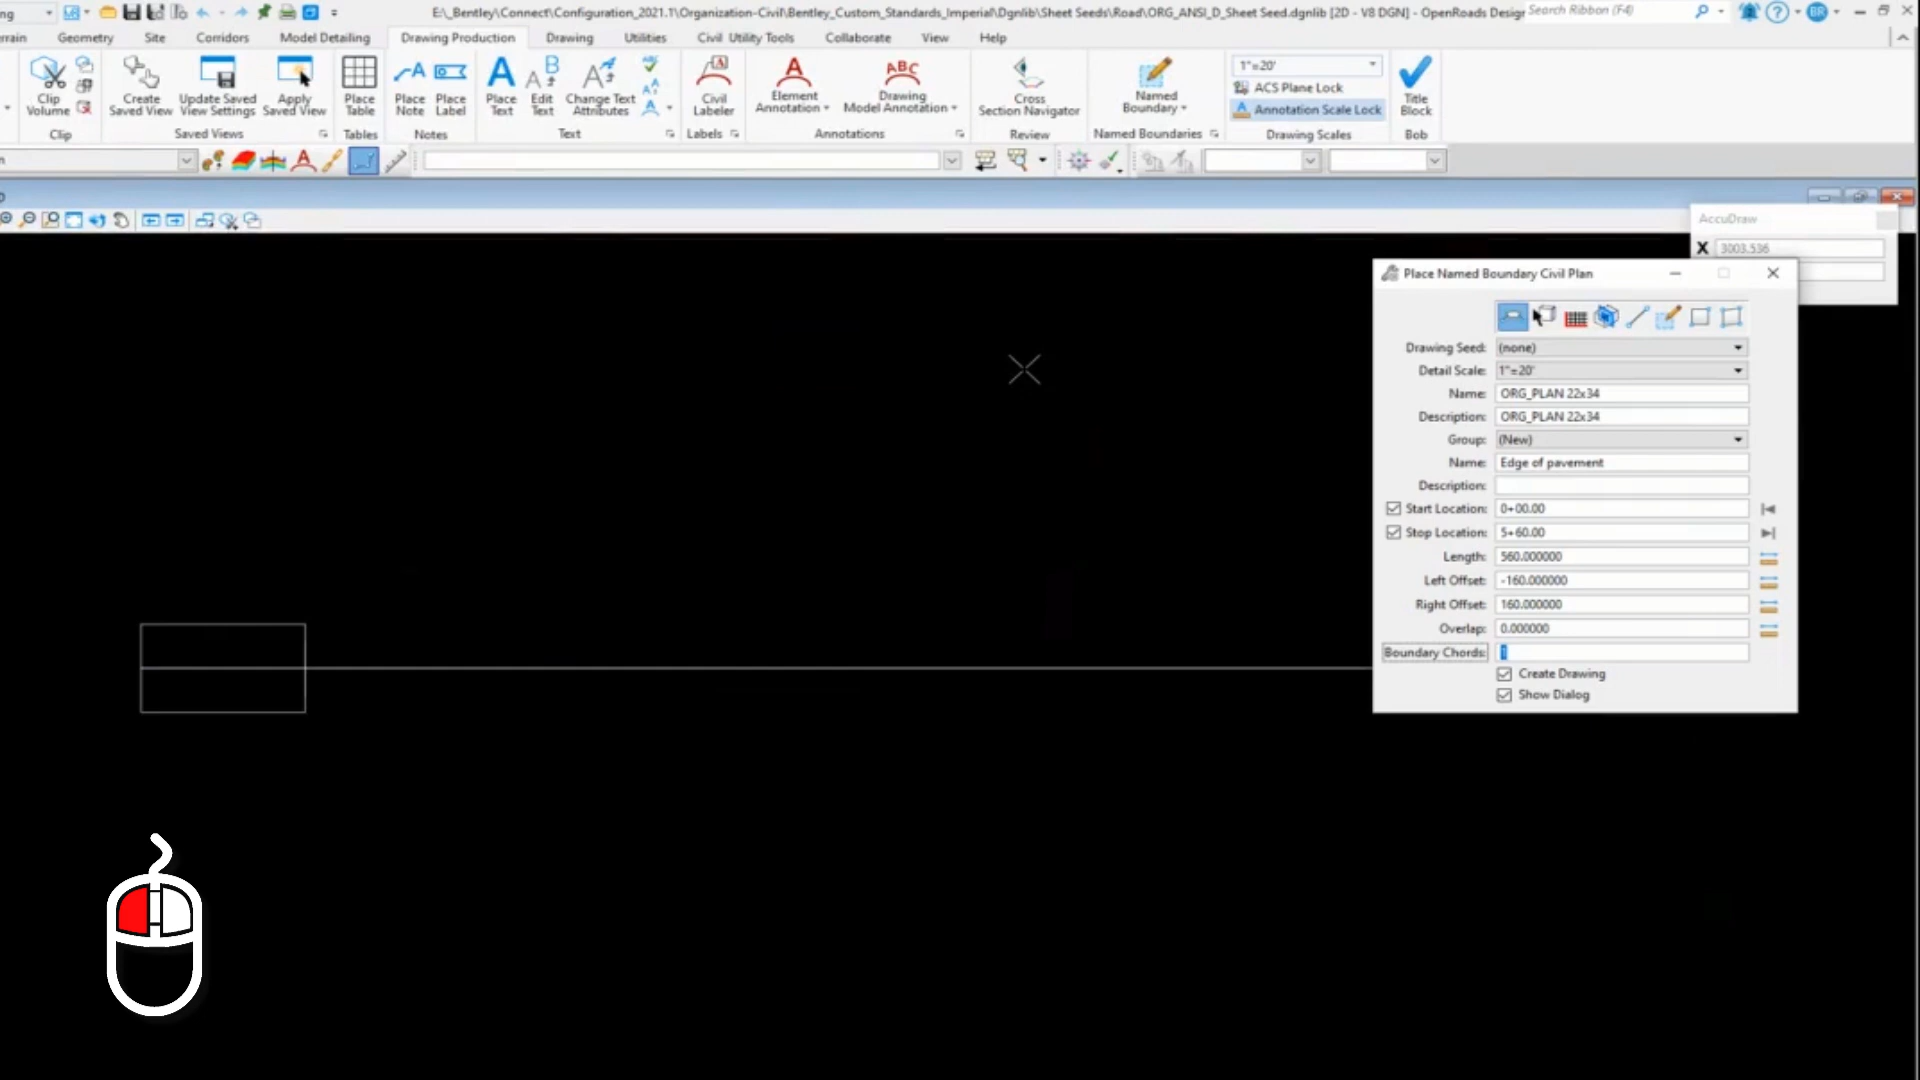 ng
E:\_Bentley\Connect\Configuration_2021.1\Organization-Civil\Bentley_Custom_Standards_Imperial\Dgnlib\Sheet Seeds\Road\ORG_ANSI_D_Sheet Seed.dgnlib [2D - V8 DGN] - OpenRoads Desigr
Search Ribbon (F4)
BR
rrain Geometry Site Corridors Model Detailing Drawing Production Drawing Utilities Civil Utility Tools Collaborate View Help
Clip Volume
Create Saved View
Update Saved View Settings
Apply Saved View
Place Table
Place Note
Place Label
Place Text
Edit Text
Change Text Attributes
Civil Labeler
Element Annotation
Drawing Model Annotation
Cross Section Navigator
Named Boundary
1"=20'
ACS Plane Lock
Annotation Scale Lock
Title Block
Clip Saved Views Tables Notes Text Labels Annotations Review Named Boundaries Drawing Scales Bob
AccuDraw
X 3003.536
Place Named Boundary Civil Plan
Drawing Seed: (none)
Detail Scale: 1"=20'
Name: ORG_PLAN 22x34
Description: ORG_PLAN 22x34
Group: (New)
Name: Edge of pavement
Description:
Start Location: 0+00.00
Stop Location: 5+60.00
Length: 560.000000
Left Offset: -160.000000
Right Offset: 160.000000
Overlap: 0.000000
Boundary Chords: 1
Create Drawing
Show Dialog